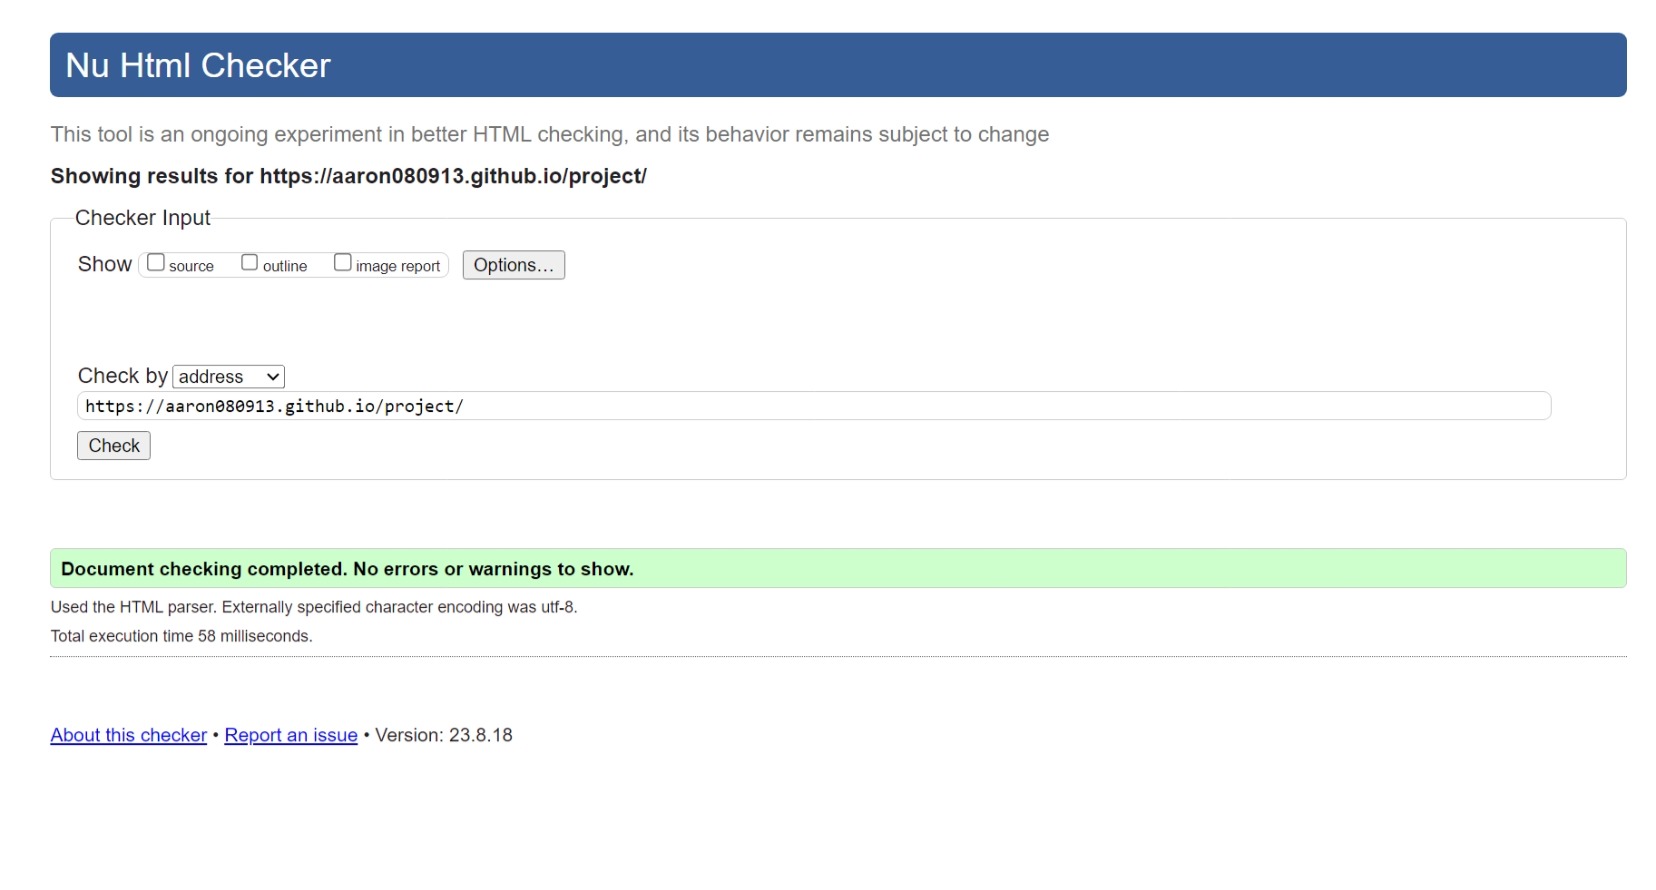 Nu Html Checker
This tool is an ongoing experiment in better HTML checking, and its behavior remains subject to change
Showing results for https://aaron080913.github.io/project/
Checker Input
Show source outline image report Options...
Check by address
https://aaron080913.github.io/project/
Check
Document checking completed. No errors or warnings to show.
Used the HTML parser. Externally specified character encoding was utf-8.
Total execution time 58 milliseconds.
About this checker • Report an issue • Version: 23.8.18